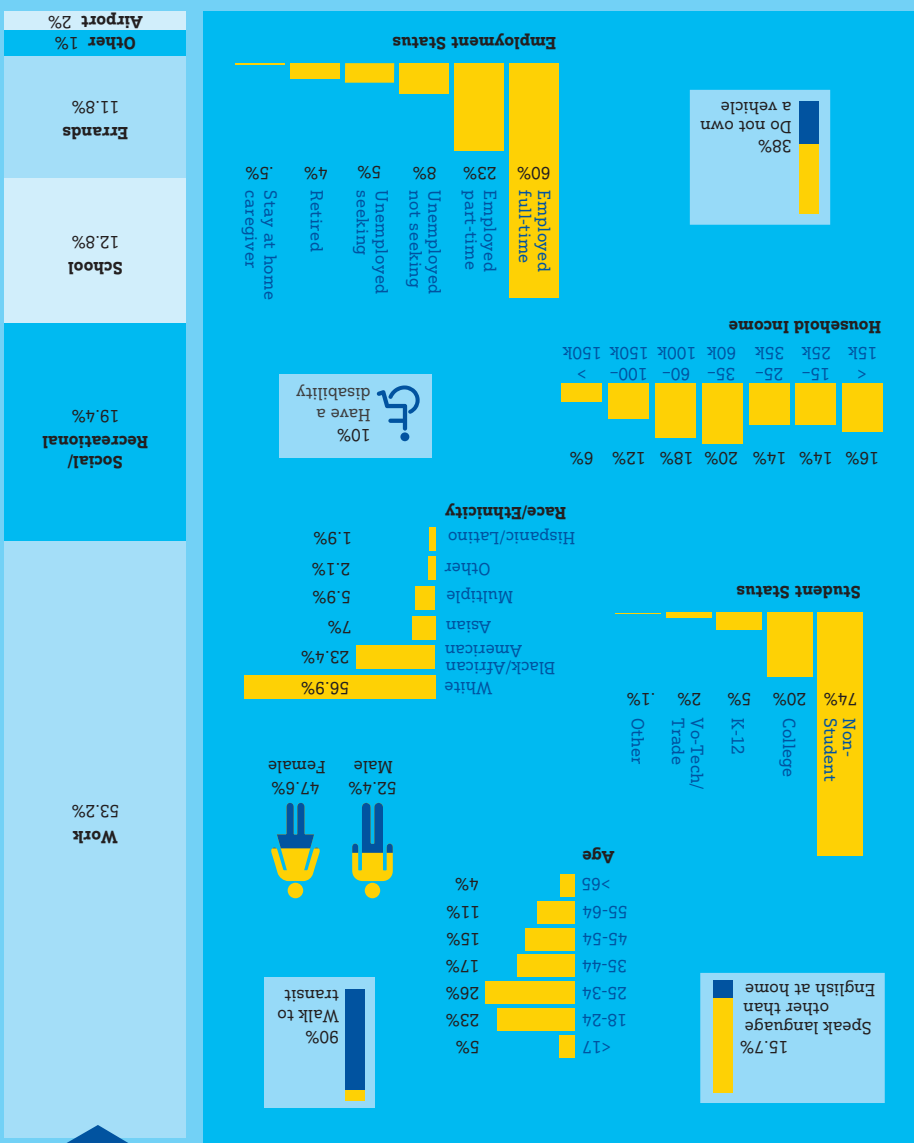 15.7%
Speak language
other than
English at home
<17 5%
18-24 23%
25-34 26%
35-44 17%
45-54 15%
55-64 11%
>65 4%
Age
90%
Walk to
transit
Non-
Student
College
K-12
Vo-Tech/
Trade
Other
74% 20% 5% 2% .1%
Student Status
52.4% 47.6%
Male Female
White 56.9%
Black/African
American 23.4%
Asian 7%
Multiple 5.9%
Other 2.1%
Hispanic/Latino 1.9%
Race/Ethnicity
16% 14% 14% 20% 18% 12% 6%
< 15- 25- 35- 60- 100- >
15k 25k 35k 60k 100k 150k 150k
Household Income
10%
Have a
disability
38%
Do not own
a vehicle
Employed
full-time
Employed
part-time
Unemployed
not seeking
Unemployed
seeking
Retired
Stay at home
caregiver
60% 23% 8% 5% 4% .5%
Employment Status
Work
53.2%
Social/
Recreational
19.4%
School
12.8%
Errands
11.8%
Other 1%
Airport 2%